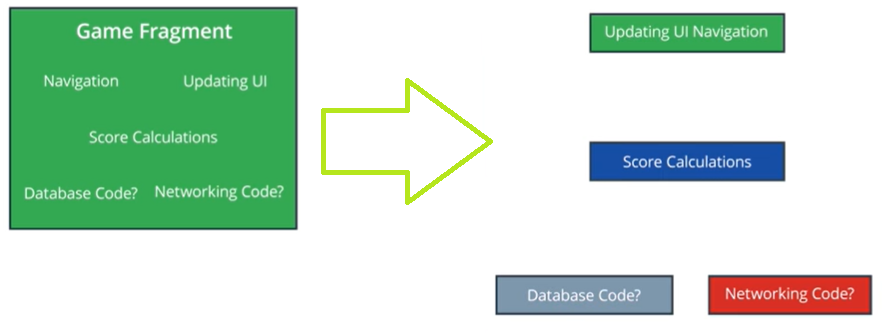 Game Fragment
Navigation
Updating UI
Score Calculations
Database Code?
Networking Code?
Updating UI Navigation
Score Calculations
Database Code?
Networking Code?